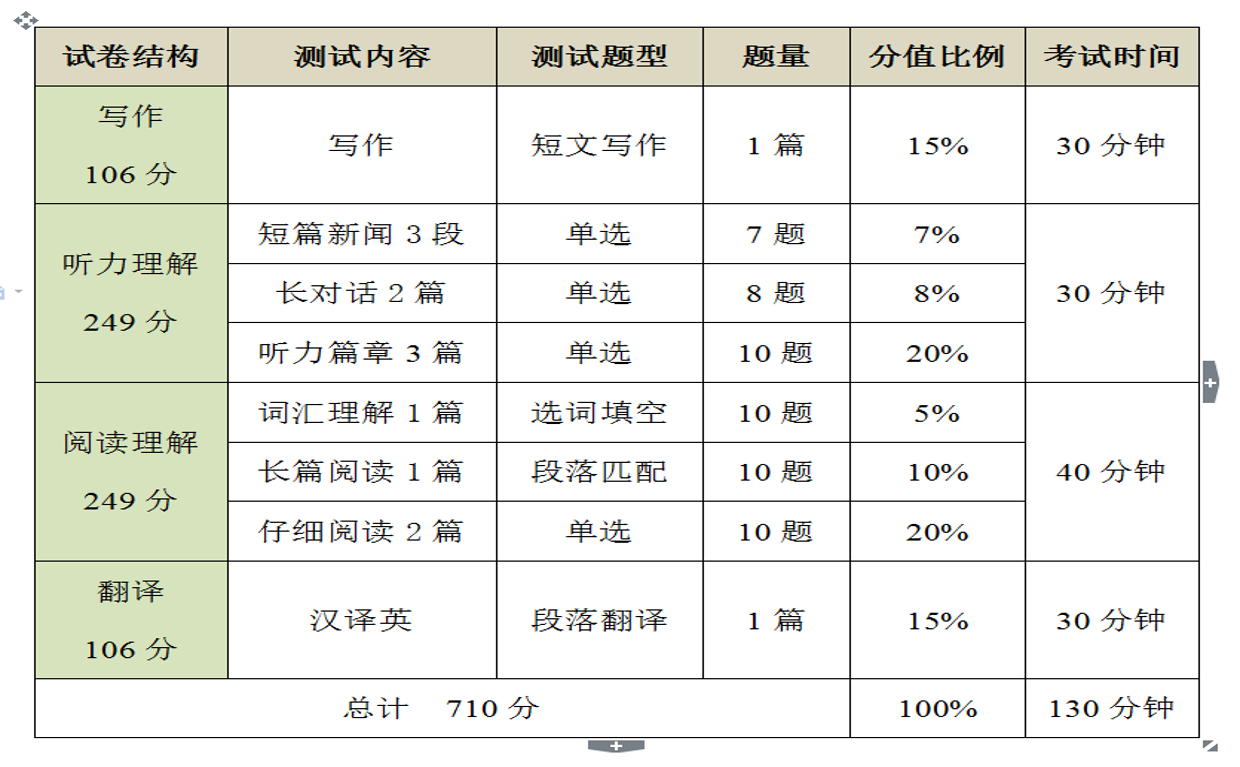 试卷结构 测试内容 测试题型 题量 分值比例 考试时间
写作
106 分
写作 短文写作 1 篇 15% 30 分钟
听力理解
249 分
短篇新闻 3 段 单选 7 题 7%
长对话 2 篇 单选 8 题 8%
听力篇章 3 篇 单选 10 题 20%
30 分钟
阅读理解
249 分
词汇理解 1 篇 选词填空 10 题 5%
长篇阅读 1 篇 段落匹配 10 题 10%
仔细阅读 2 篇 单选 10 题 20%
40 分钟
翻译
106 分
汉译英 段落翻译 1 篇 15% 30 分钟
总计 710 分 100% 130 分钟